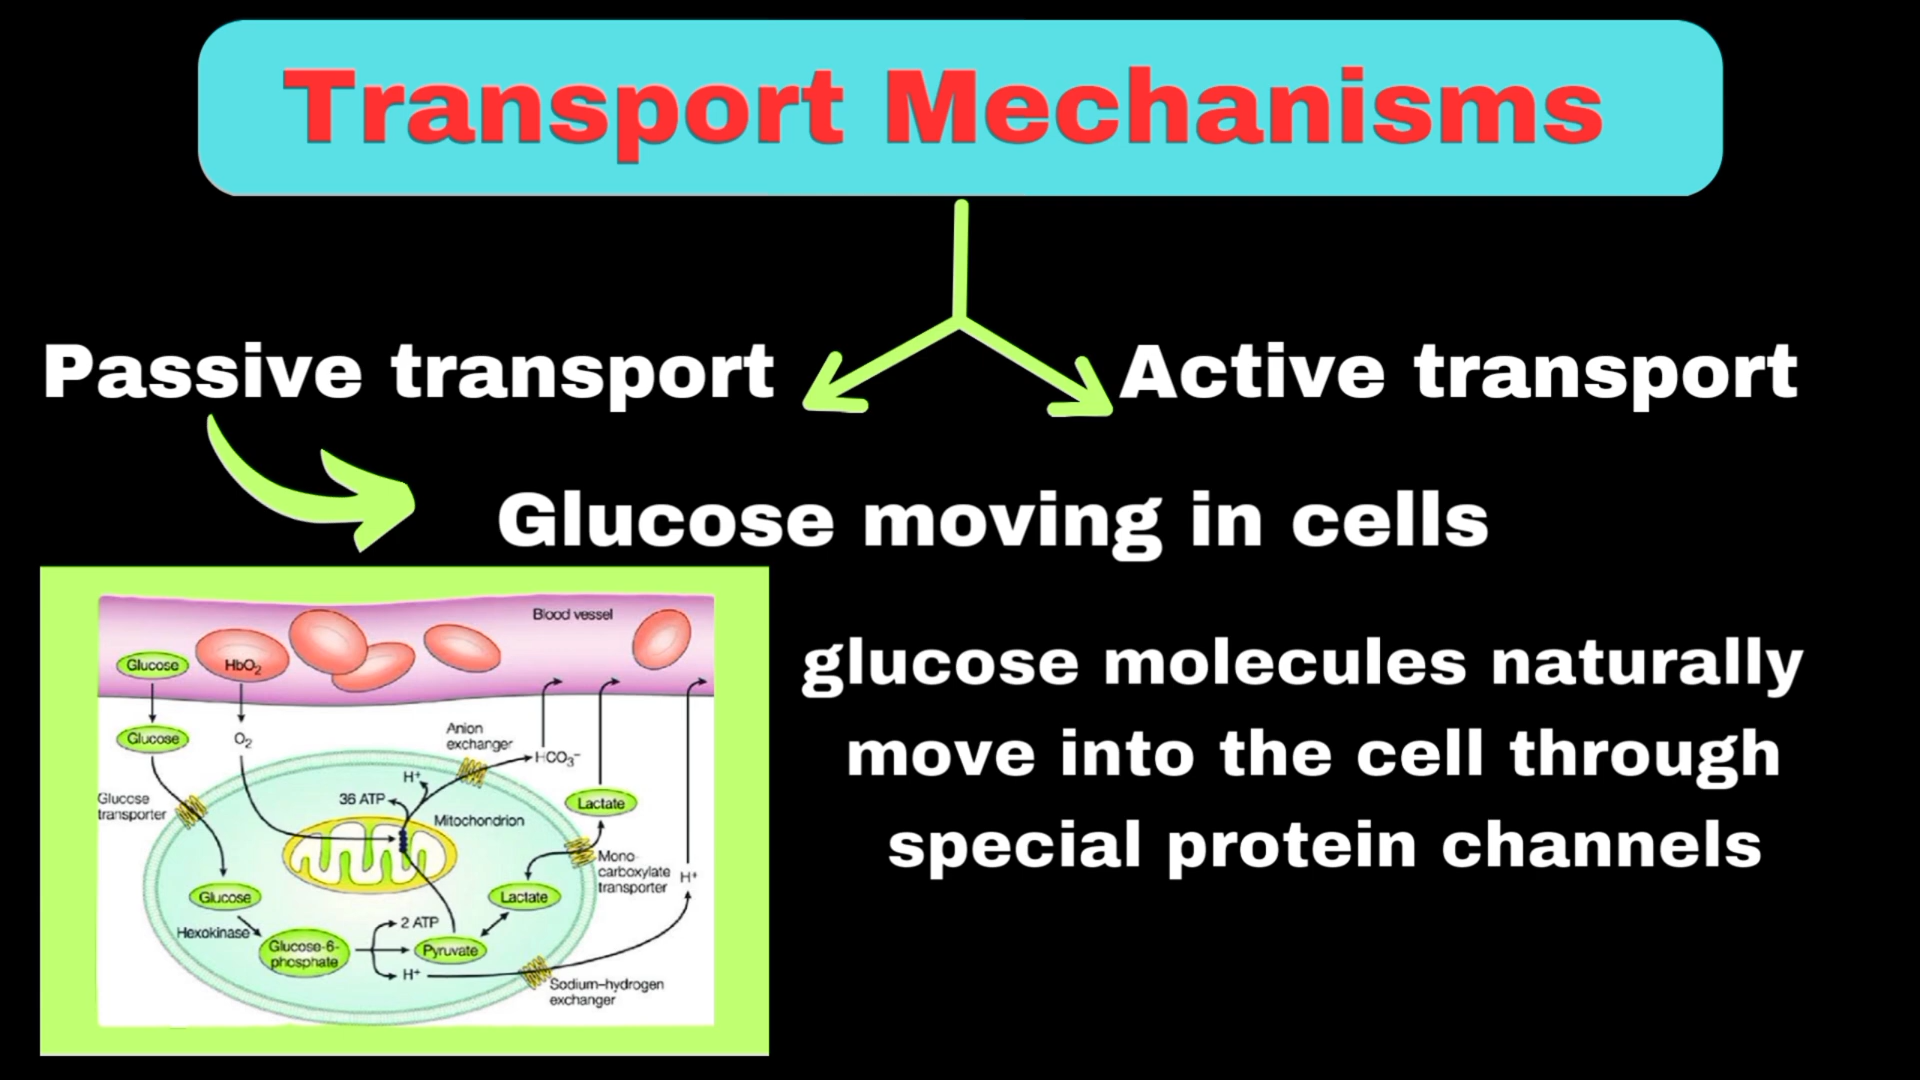 Transport Mechanisms
Passive transport
Active transport
Glucose moving in cells
glucose molecules naturally
move into the cell through
special protein channels
Blood vessel
Glucose
HbO₂
Glucose
O₂
Anion
exchanger
HCO₃⁻
H⁺
36 ATP
Glucose
transporter
Mitochondrion
Lactate
Mono-
carboxylate
transporter
H⁺
Glucose
Lactate
Hexokinase
2 ATP
Glucose-6-
phosphate
Pyruvate
H⁺
Sodium–hydrogen
exchanger